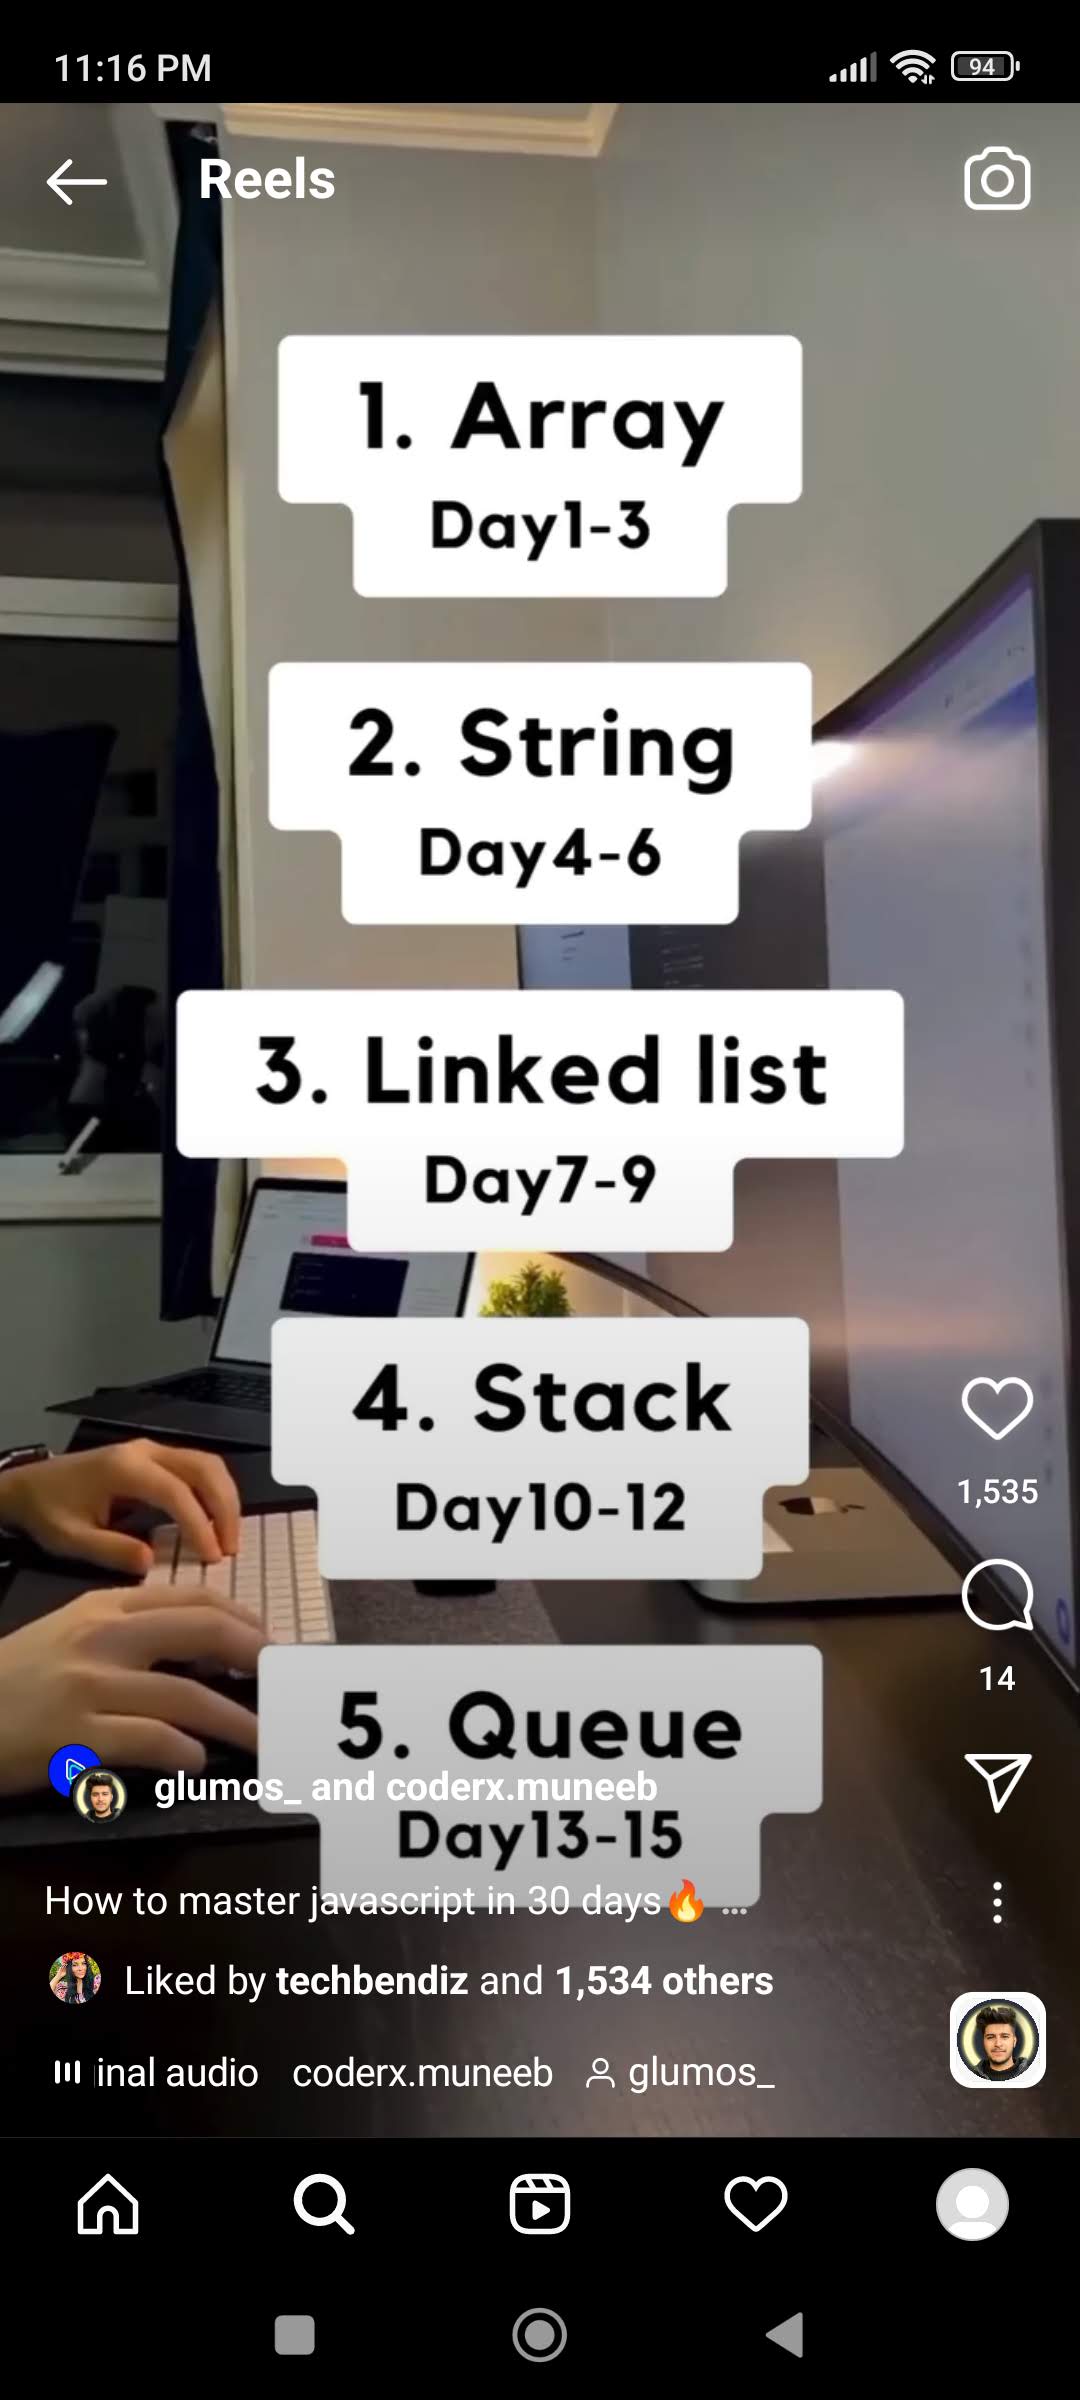 11:16 PM
94
Reels
1. Array
Day1-3
2. String
Day4-6
3. Linked list
Day7-9
4. Stack
Day10-12
1,535
14
5. Queue
glumos_ and coderx.muneeb
Day13-15
How to master javascript in 30 days🔥 ...
Liked by techbendiz and 1,534 others
inal audio coderx.muneeb glumos_